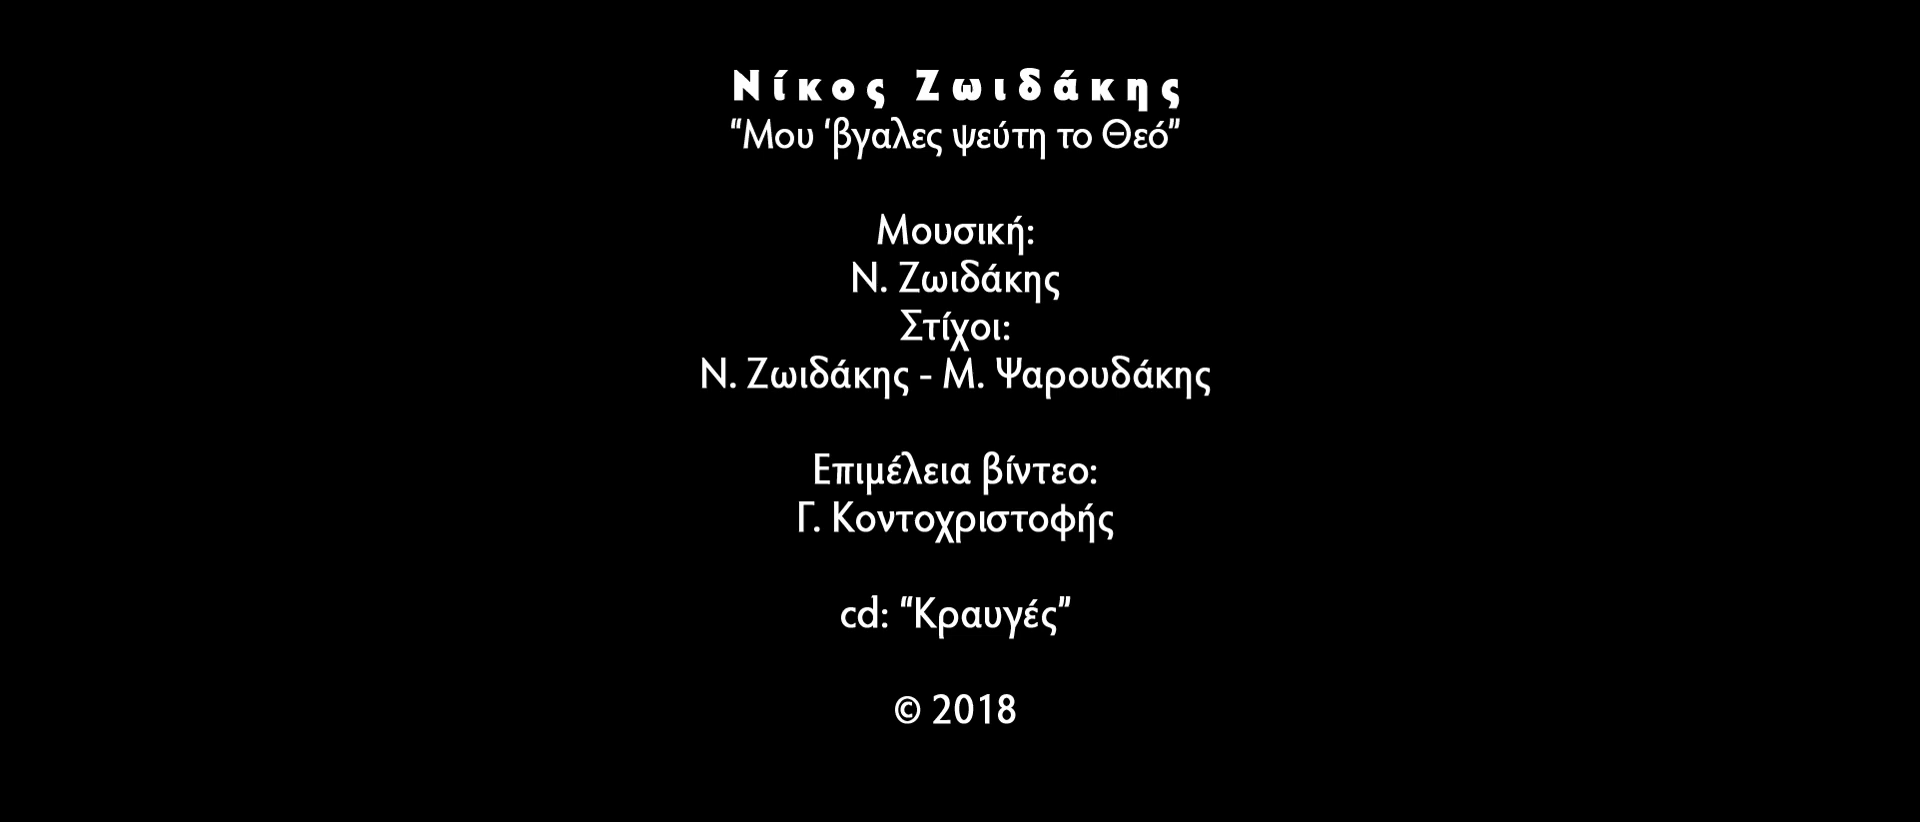 Νίκος Ζωιδάκης
“Μου ‘βγαλες ψεύτη το Θεό”
Μουσική:
Ν. Ζωιδάκης
Στίχοι:
Ν. Ζωιδάκης - Μ. Ψαρουδάκης
Επιμέλεια βίντεο:
Γ. Κοντοχριστοφής
cd: “Κραυγές”
© 2018